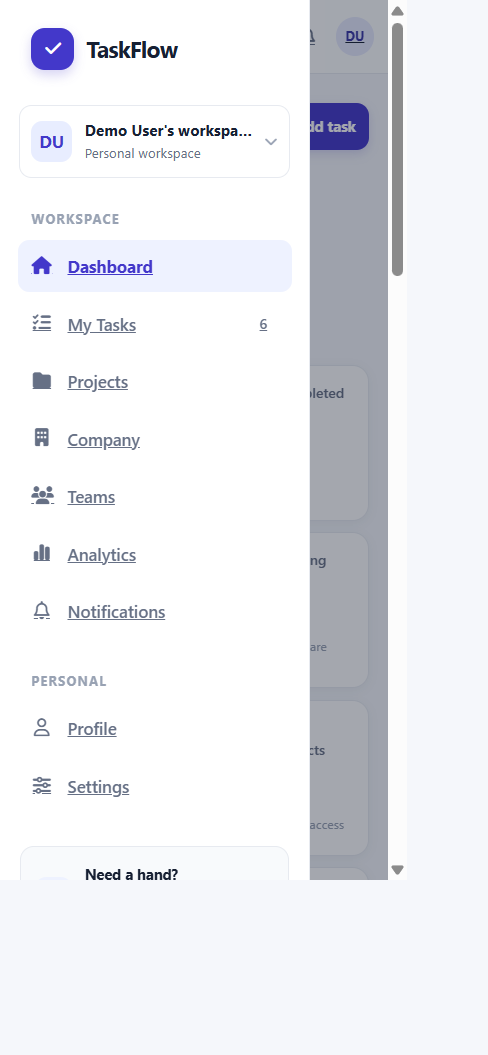 TaskFlow
DU
DU
Demo User's workspa...
Personal workspace
dd task
WORKSPACE
Dashboard
My Tasks 6
Projects
pleted
Company
Teams
Analytics
ng
Notifications
are
PERSONAL
Profile
cts
Settings
access
Need a hand?